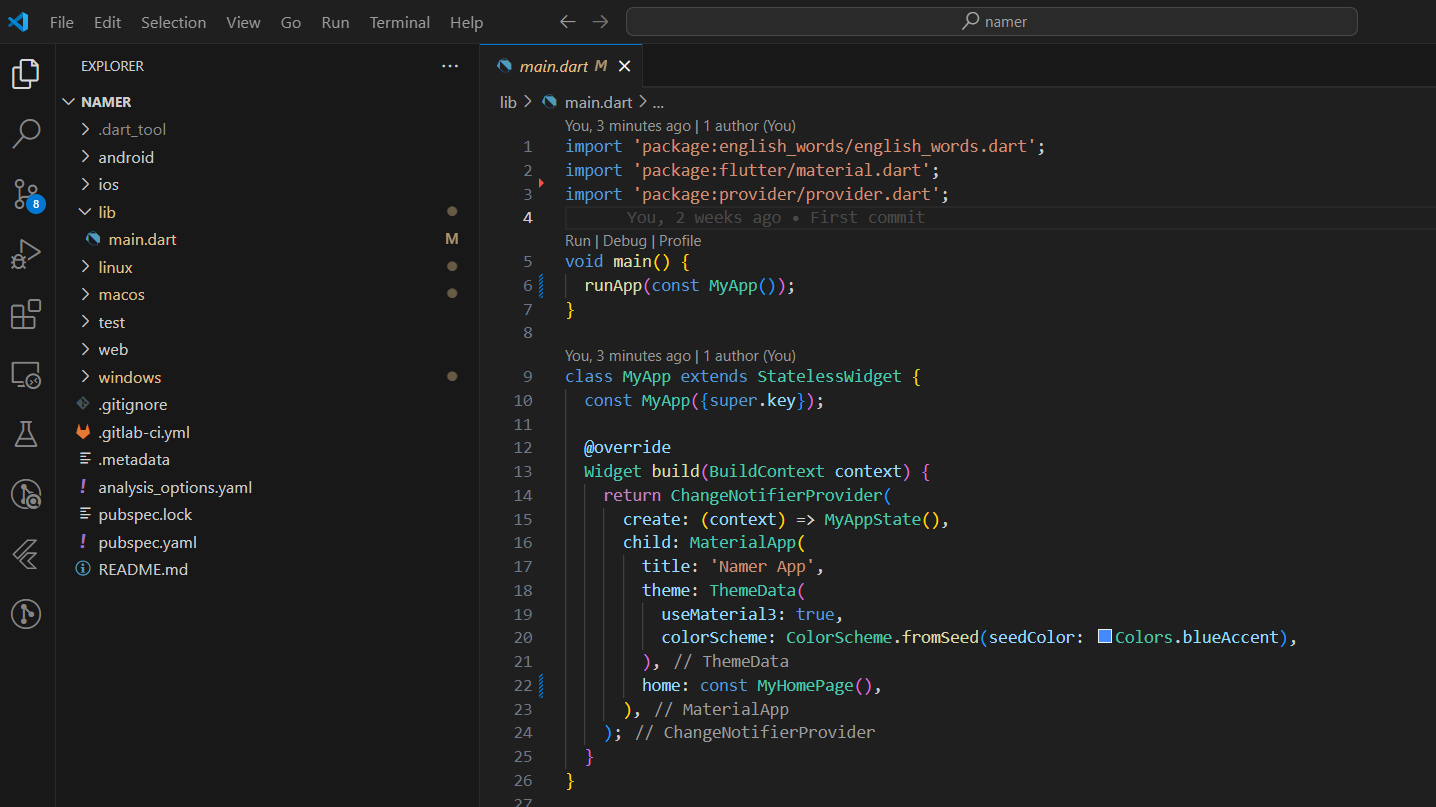 File Edit Selection View Go Run Terminal Help
namer
EXPLORER
NAMER
.dart_tool
android
ios
lib
main.dart M
linux
macos
test
web
windows
.gitignore
.gitlab-ci.yml
.metadata
analysis_options.yaml
pubspec.lock
pubspec.yaml
README.md
8
main.dart M
lib > main.dart > ...
You, 3 minutes ago | 1 author (You)
1 import 'package:english_words/english_words.dart';
2 import 'package:flutter/material.dart';
3 import 'package:provider/provider.dart';
4 You, 2 weeks ago • First commit
Run | Debug | Profile
5 void main() {
6 runApp(const MyApp());
7 }
8
You, 3 minutes ago | 1 author (You)
9 class MyApp extends StatelessWidget {
10 const MyApp({super.key});
11
12 @override
13 Widget build(BuildContext context) {
14 return ChangeNotifierProvider(
15 create: (context) => MyAppState(),
16 child: MaterialApp(
17 title: 'Namer App',
18 theme: ThemeData(
19 useMaterial3: true,
20 colorScheme: ColorScheme.fromSeed(seedColor: Colors.blueAccent),
21 ), // ThemeData
22 home: const MyHomePage(),
23 ), // MaterialApp
24 ); // ChangeNotifierProvider
25 }
26 }
27